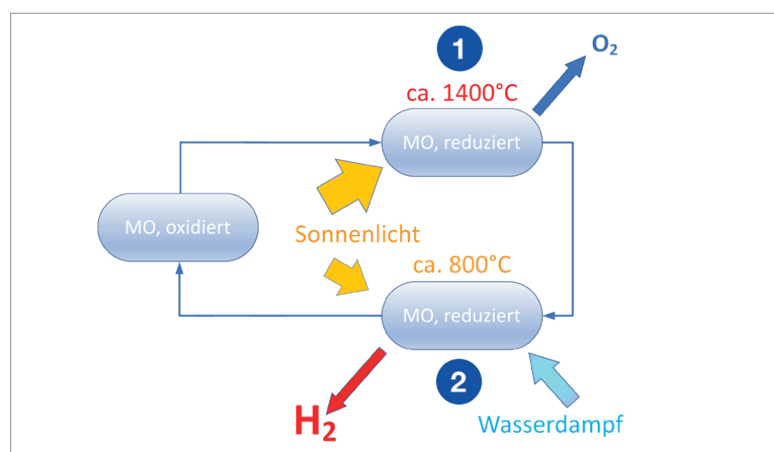 1
O₂
ca. 1400°C
MO, reduziert
MO, oxidiert
Sonnenlicht
ca. 800°C
MO, reduziert
2
H₂
Wasserdampf